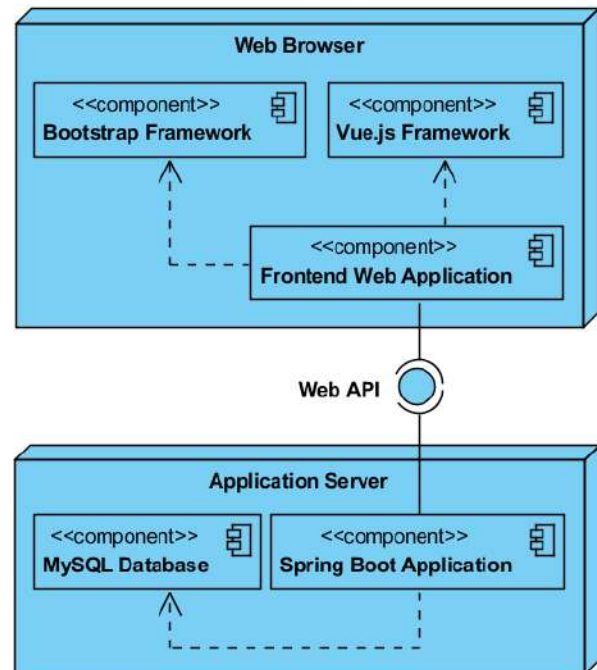 Web Browser
<<component>>
Bootstrap Framework
<<component>>
Vue.js Framework
<<component>>
Frontend Web Application
Web API
Application Server
<<component>>
MySQL Database
<<component>>
Spring Boot Application